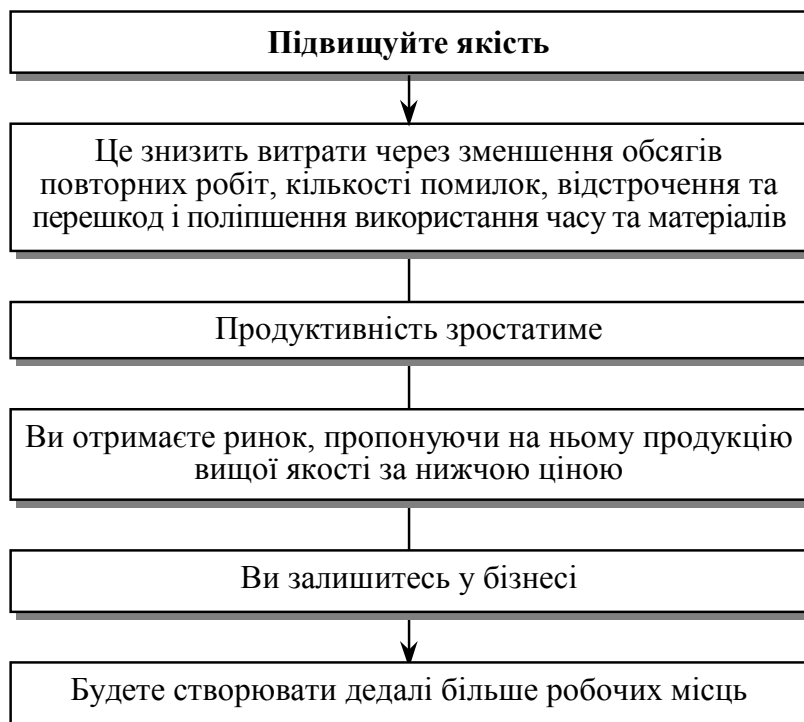 Підвищуйте якість
Це знизить витрати через зменшення обсягів
повторних робіт, кількості помилок, відстрочення та
перешкод і поліпшення використання часу та матеріалів
Продуктивність зростатиме
Ви отримаєте ринок, пропонуючи на ньому продукцію
вищої якості за нижчою ціною
Ви залишитесь у бізнесі
Будете створювати дедалі більше робочих місць